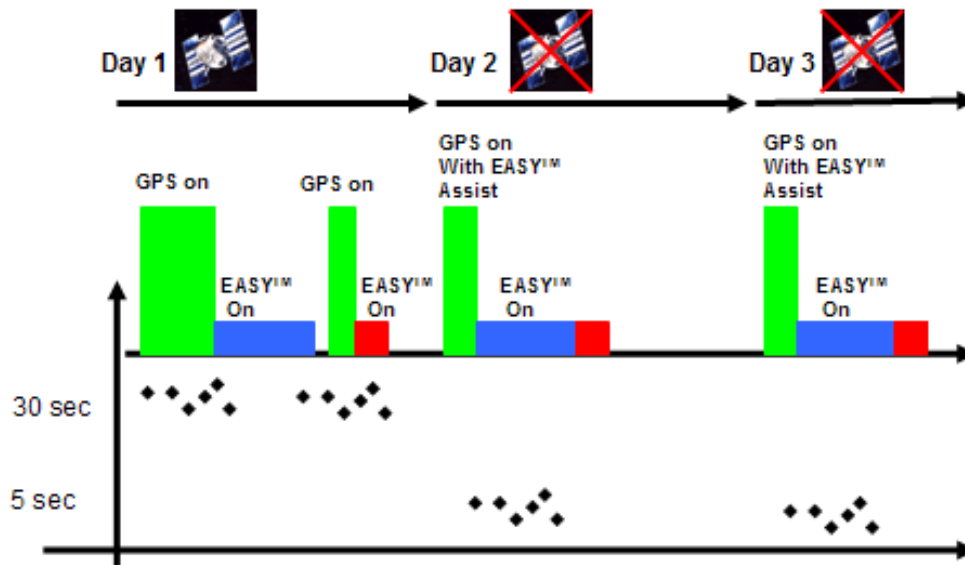 Day 1
Day 2
Day 3
GPS on
GPS on
GPS on
With EASY™
Assist
GPS on
With EASY™
Assist
EASY™
On
EASY™
On
EASY™
On
EASY™
On
30 sec
5 sec